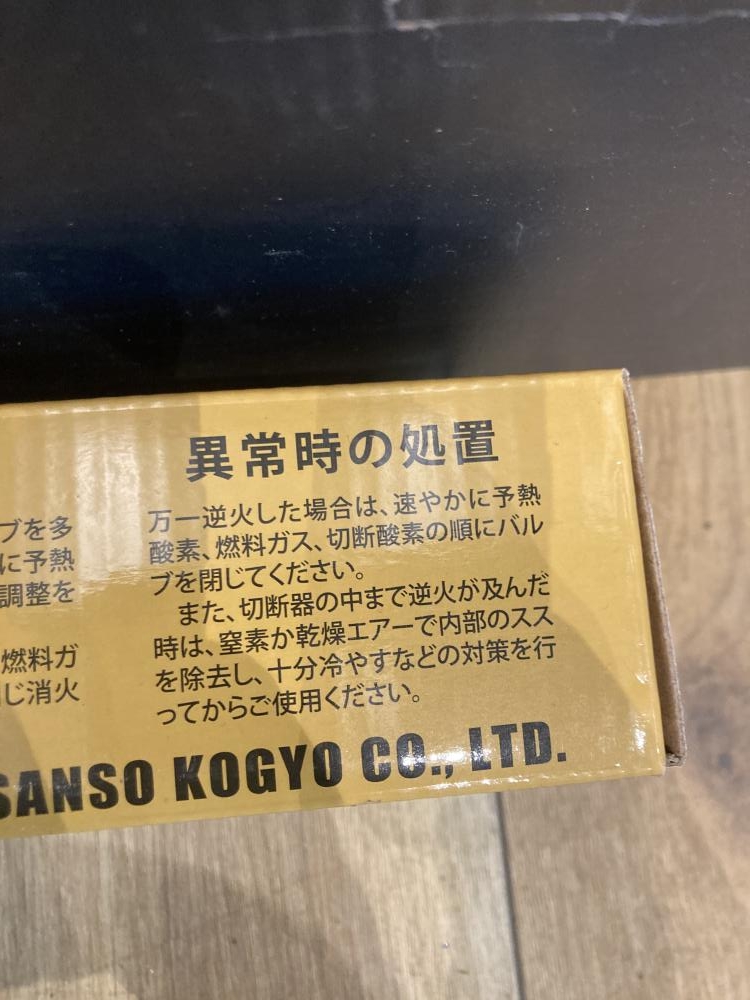 異常時の処置
万一逆火した場合は、速やかに予熱
酸素、燃料ガス、切断酸素の順にバル
ブを閉じてください。
また、切断器の中まで逆火が及んだ
時は、窒素か乾燥エアーで内部のスス
を除去し、十分冷やすなどの対策を行
ってからご使用ください。
ブを多
に予熱
調整を
燃料ガ
じ消火
SANSO KOGYO CO., LTD.